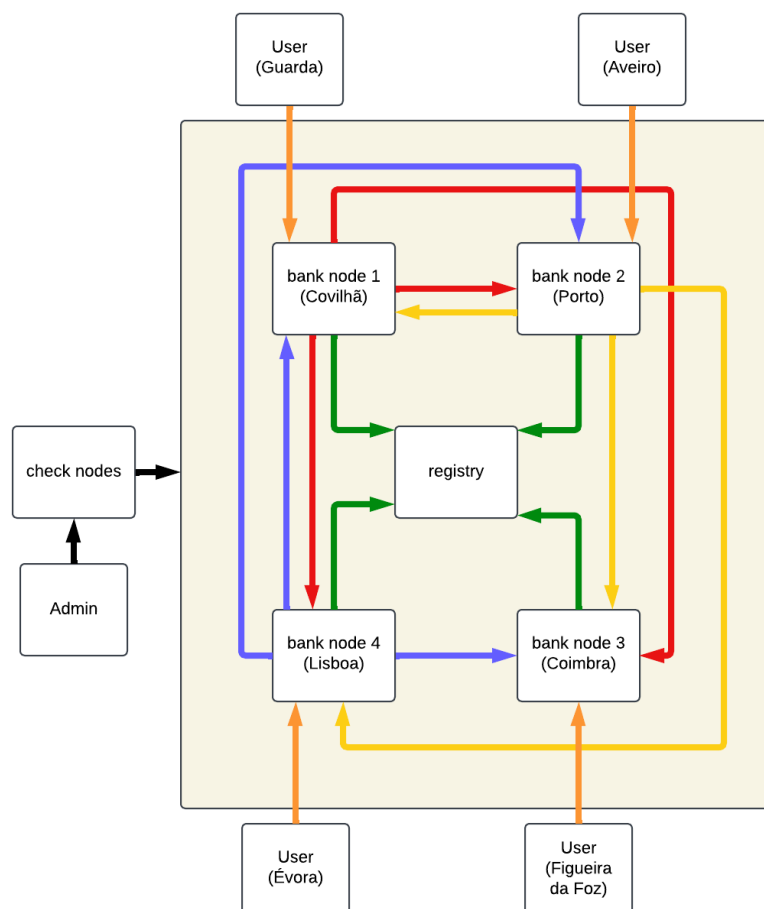 User
(Guarda)
User
(Aveiro)
bank node 1
(Covilhã)
bank node 2
(Porto)
check nodes
registry
Admin
bank node 4
(Lisboa)
bank node 3
(Coimbra)
User
(Évora)
User
(Figueira
da Foz)